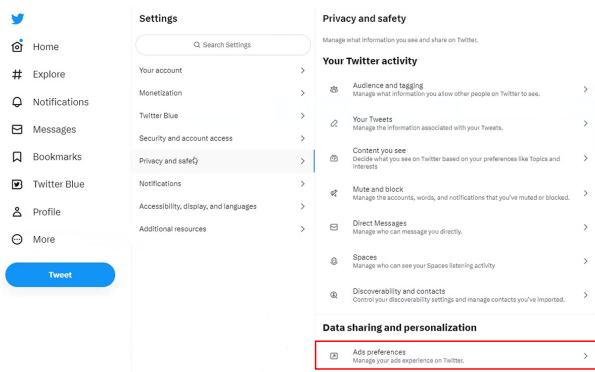 Home
Explore
Notifications
Messages
Bookmarks
Twitter Blue
Profile
More
Tweet
Settings
Search Settings
Your account
Monetization
Twitter Blue
Security and account access
Privacy and safety
Notifications
Accessibility, display, and languages
Additional resources
Privacy and safety
Manage what information you see and share on Twitter.
Your Twitter activity
Audience and tagging
Manage what information you allow other people on Twitter to see.
Your Tweets
Manage the information associated with your Tweets.
Content you see
Decide what you see on Twitter based on your preferences like Topics and
interests
Mute and block
Manage the accounts, words, and notifications that you've muted or blocked.
Direct Messages
Manage who can message you directly.
Spaces
Manage who can see your Spaces listening activity
Discoverability and contacts
Control your discoverability settings and manage contacts you've imported.
Data sharing and personalization
Ads preferences
Manage your ads experience on Twitter.